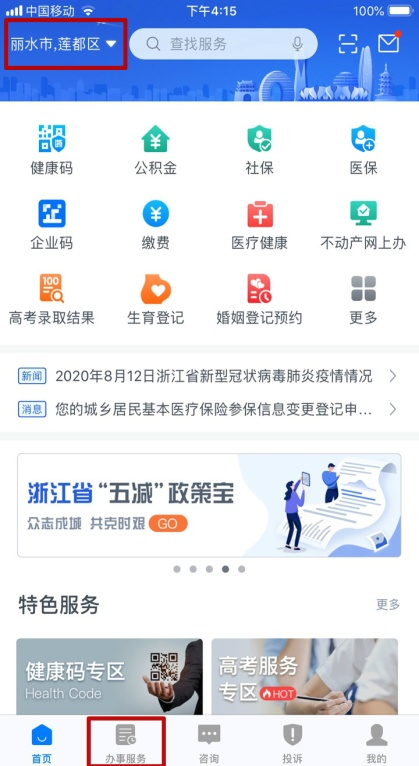 中国移动 下午4:15 100%
丽水市,莲都区 查找服务
健康码 公积金 社保 医保
企业码 缴费 医疗健康 不动产网上办
100
高考录取结果 生育登记 婚姻登记预约 更多
新闻 2020年8月12日浙江省新型冠状病毒肺炎疫情情况
消息 您的城乡居民基本医疗保险参保信息变更登记申...
浙江省“五减”政策宝
众志成城 共克时艰 GO
特色服务 更多
健康码专区
Health Code
高考服务
专区 HOT
首页 办事服务 咨询 投诉 我的